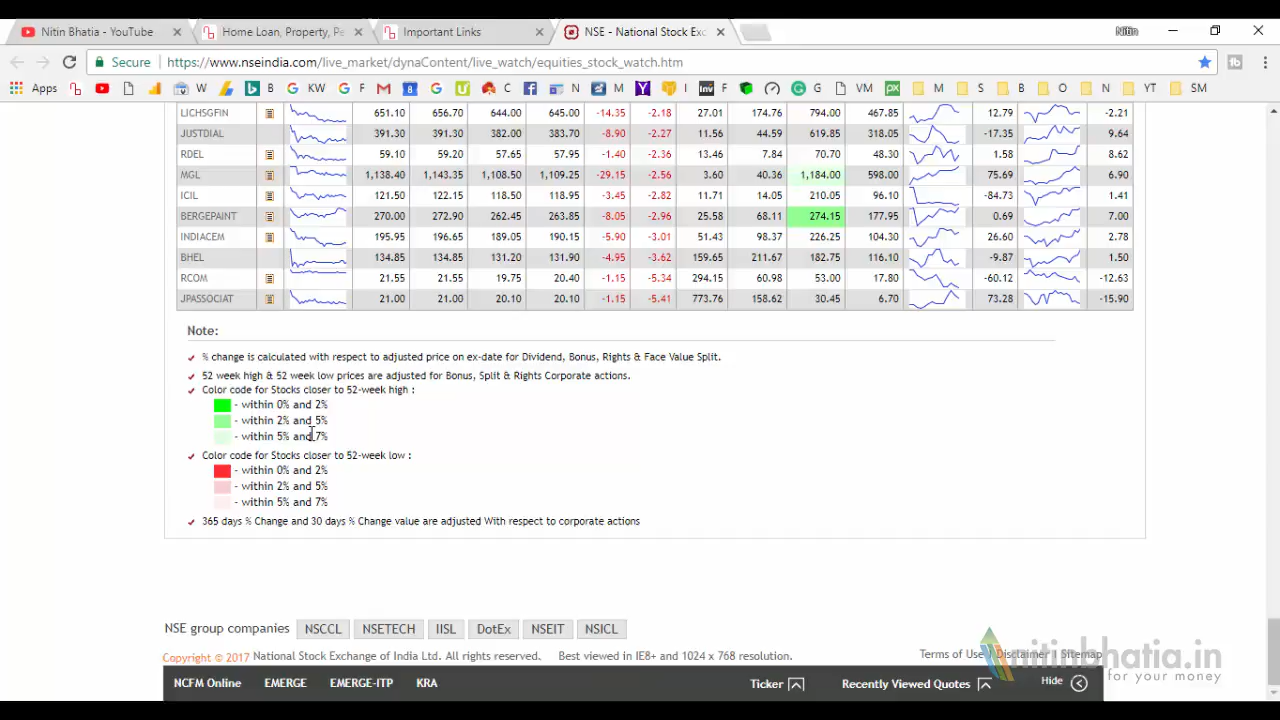 Nitin Bhatia - YouTube Home Loan, Property, Pe Important Links NSE - National Stock Exc Nitin
Secure https://www.nseindia.com/live_market/dynaContent/live_watch/equities_stock_watch.htm
Apps A W B G KW G F M G U C F N M Y I Inv F G VM px M S B O N YT SM
LICHSGFIN 651.10 656.70 644.00 645.00 -14.35 -2.18 27.01 174.76 794.00 467.85 12.79 -2.21
JUSTDIAL 391.30 391.30 382.00 383.70 -8.90 -2.27 11.56 44.59 619.85 318.05 -17.35 9.64
RDEL 59.10 59.20 57.65 57.95 -1.40 -2.36 13.46 7.84 70.70 48.30 1.58 8.62
MGL 1,138.40 1,143.35 1,108.50 1,109.25 -29.15 -2.56 3.60 40.36 1,184.00 598.00 75.69 6.90
ICIL 121.50 122.15 118.50 118.95 -3.45 -2.82 11.71 14.05 210.05 96.10 -84.73 1.41
BERGEPAINT 270.00 272.90 262.45 263.85 -8.05 -2.96 25.58 68.11 274.15 177.95 0.69 7.00
INDIACEM 195.95 196.65 189.05 190.15 -5.90 -3.01 51.43 98.37 226.25 104.30 26.60 2.78
BHEL 134.85 134.85 131.20 131.90 -4.95 -3.62 159.65 211.67 182.75 116.10 -9.87 1.50
RCOM 21.55 21.55 19.75 20.40 -1.15 -5.34 294.15 60.98 53.00 17.80 -60.12 -12.63
JPASSOCIAT 21.00 21.00 20.10 20.10 -1.15 -5.41 773.76 158.62 30.45 6.70 73.28 -15.90
Note:
% change is calculated with respect to adjusted price on ex-date for Dividend, Bonus, Rights & Face Value Split.
52 week high & 52 week low prices are adjusted for Bonus, Split & Rights Corporate actions.
Color code for Stocks closer to 52-week high :
- within 0% and 2%
- within 2% and 5%
- within 5% and 7%
Color code for Stocks closer to 52-week low :
- within 0% and 2%
- within 2% and 5%
- within 5% and 7%
365 days % Change and 30 days % Change value are adjusted With respect to corporate actions
NSE group companies NSCCL NSETECH IISL DotEx NSEIT NSICL
Copyright © 2017 National Stock Exchange of India Ltd. All rights reserved. Best viewed in IE8+ and 1024 x 768 resolution. Terms of Use | Disclaimer | Sitemap
nitinbhatia.in
for your money
NCFM Online EMERGE EMERGE-ITP KRA Ticker Recently Viewed Quotes Hide